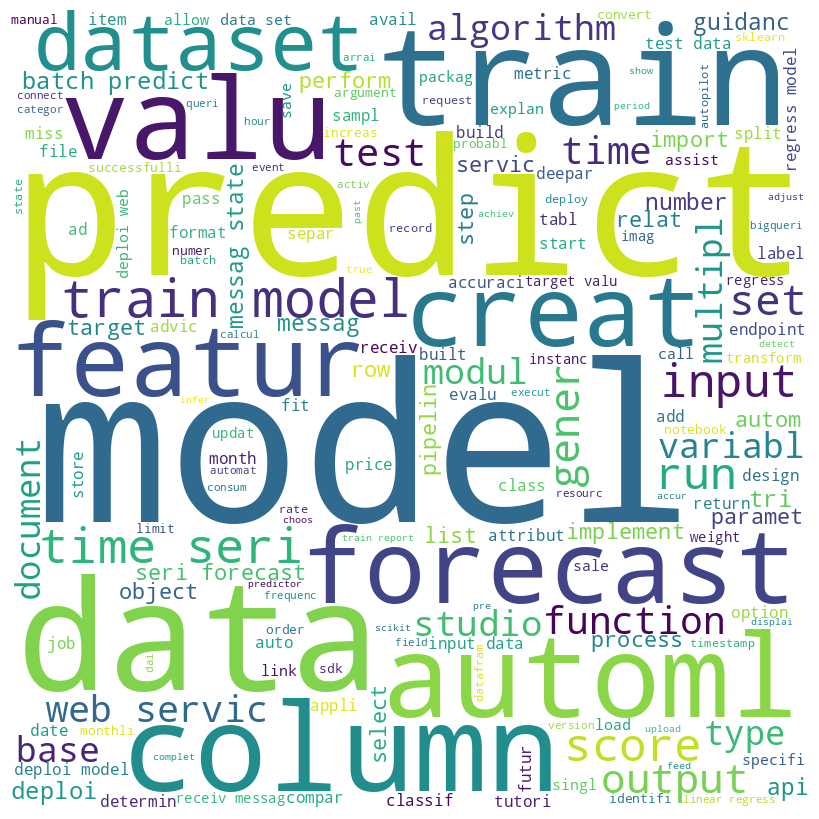 manual
item
allow
data set
avail
algorithm
convert
guidanc
dataset
train
arrai
test data
sklearn
batch predict
perform
packag
metric
show
connect
categor
queri
valu
save
argument
request
explan
autopilot
period
regress model
miss
file
hour
sampl
increas
test
build
probabl
time
import
split
successfulli
event
servic
deepar
assist
state
predict
pass
activ
past
step
achiev
deploy
number
adjust
ad
format
deploi web
messag state
separ
record
tabl
relat
numer
batch
start
imag
bigqueri
label
true
train model
accuraci
target valu
creat
multipl
regress
set
target
advic
messag
calcul
receiv
built
instanc
call
endpoint
detect
transform
featur
row
modul
input
infer
fit
evalu
execut
model
gener
add
notebook
autom
updat
pipelin
variabl
month
automat
price
class
run
design
document
store
consum
resourc
accur
return
tri
rate
choos
limit
list
attribut
implement
paramet
time seri
train report
weight
forecast
seri forecast
predictor
sale
object
frequenc
pre
data
studio
function
option
order
scikit
displai
job
auto
field
input data
process
timestamp
dai
link
sdk
datafram
automl
web servic
appli
select
date
monthli
column
version
load
base
score
type
complet
upload
specifi
deploi model
futur
feed
output
api
deploi
singl
determin
receiv messag
compar
classif
tutori
identifi
linear regress